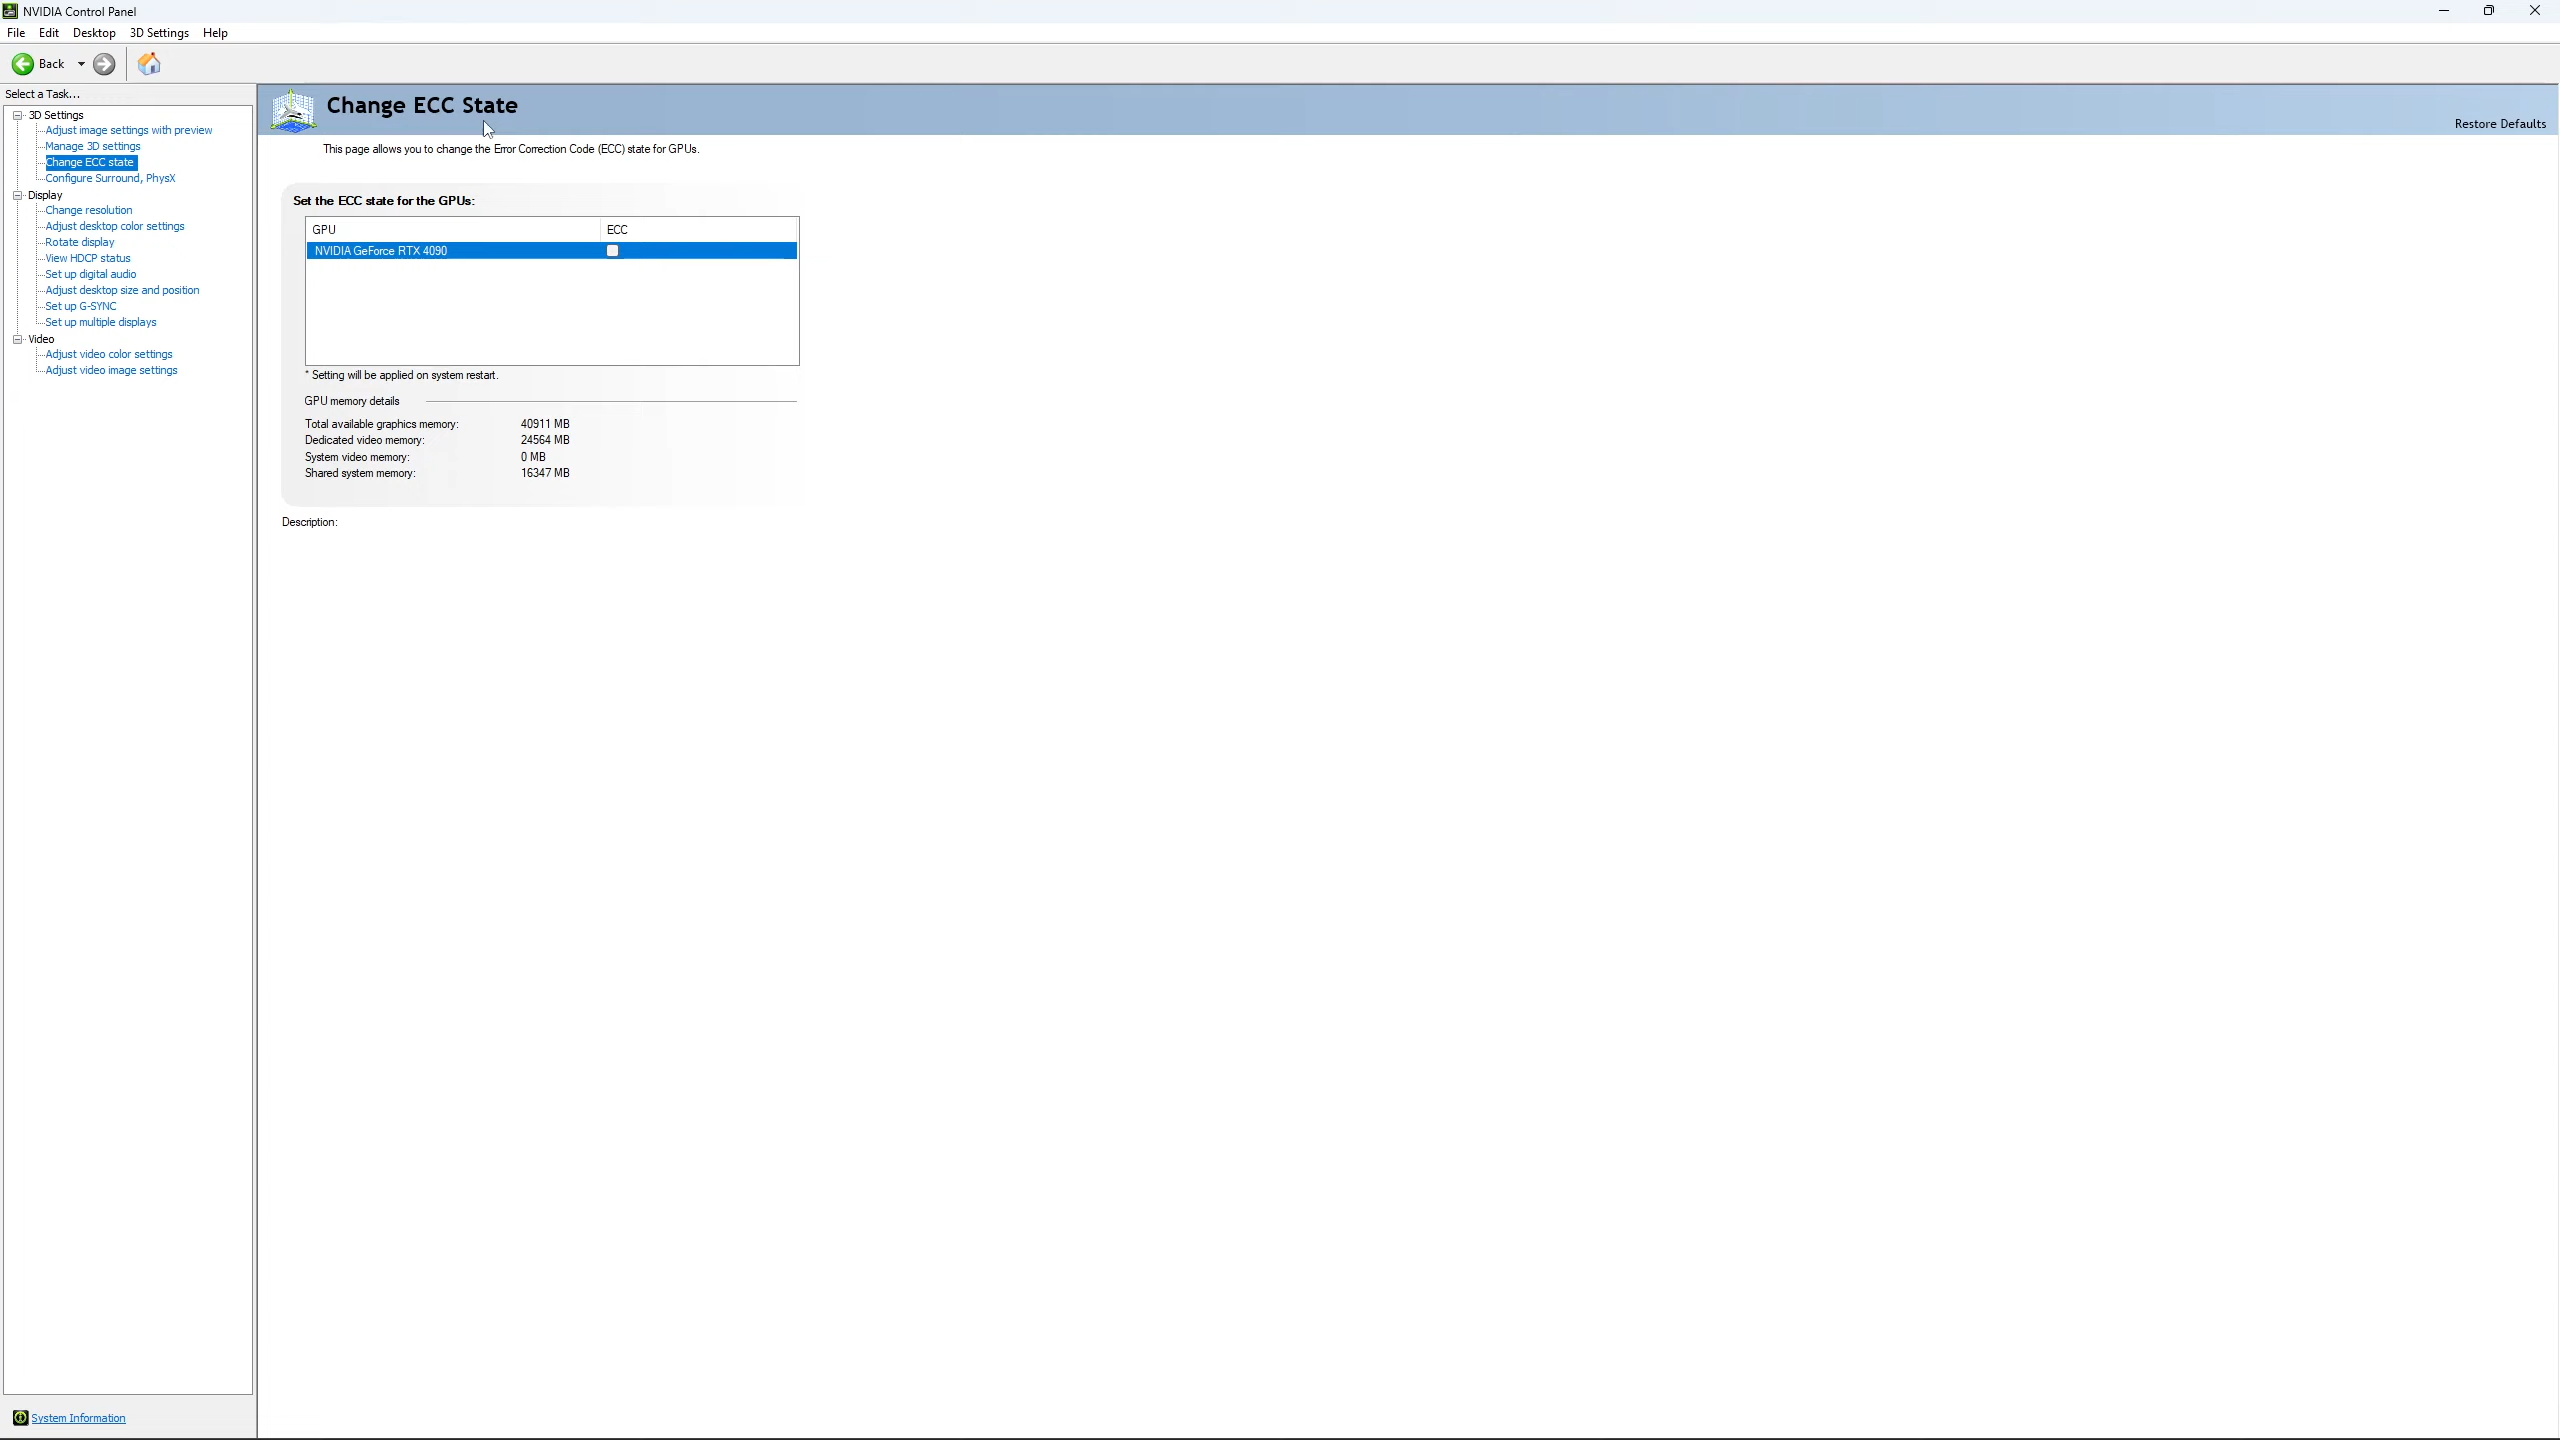 NVIDIA Control Panel
File Edit Desktop 3D Settings Help
Back
Select a Task...
3D Settings
Adjust image settings with preview
Manage 3D settings
Change ECC state
Configure Surround, PhysX
Display
Change resolution
Adjust desktop color settings
Rotate display
View HDCP status
Set up digital audio
Adjust desktop size and position
Set up G-SYNC
Set up multiple displays
Video
Adjust video color settings
Adjust video image settings
System Information
Change ECC State
Restore Defaults
This page allows you to change the Error Correction Code (ECC) state for GPUs.
Set the ECC state for the GPUs:
GPU ECC
NVIDIA GeForce RTX 4090
* Setting will be applied on system restart.
GPU memory details
Total available graphics memory: 40911 MB
Dedicated video memory: 24564 MB
System video memory: 0 MB
Shared system memory: 16347 MB
Description: